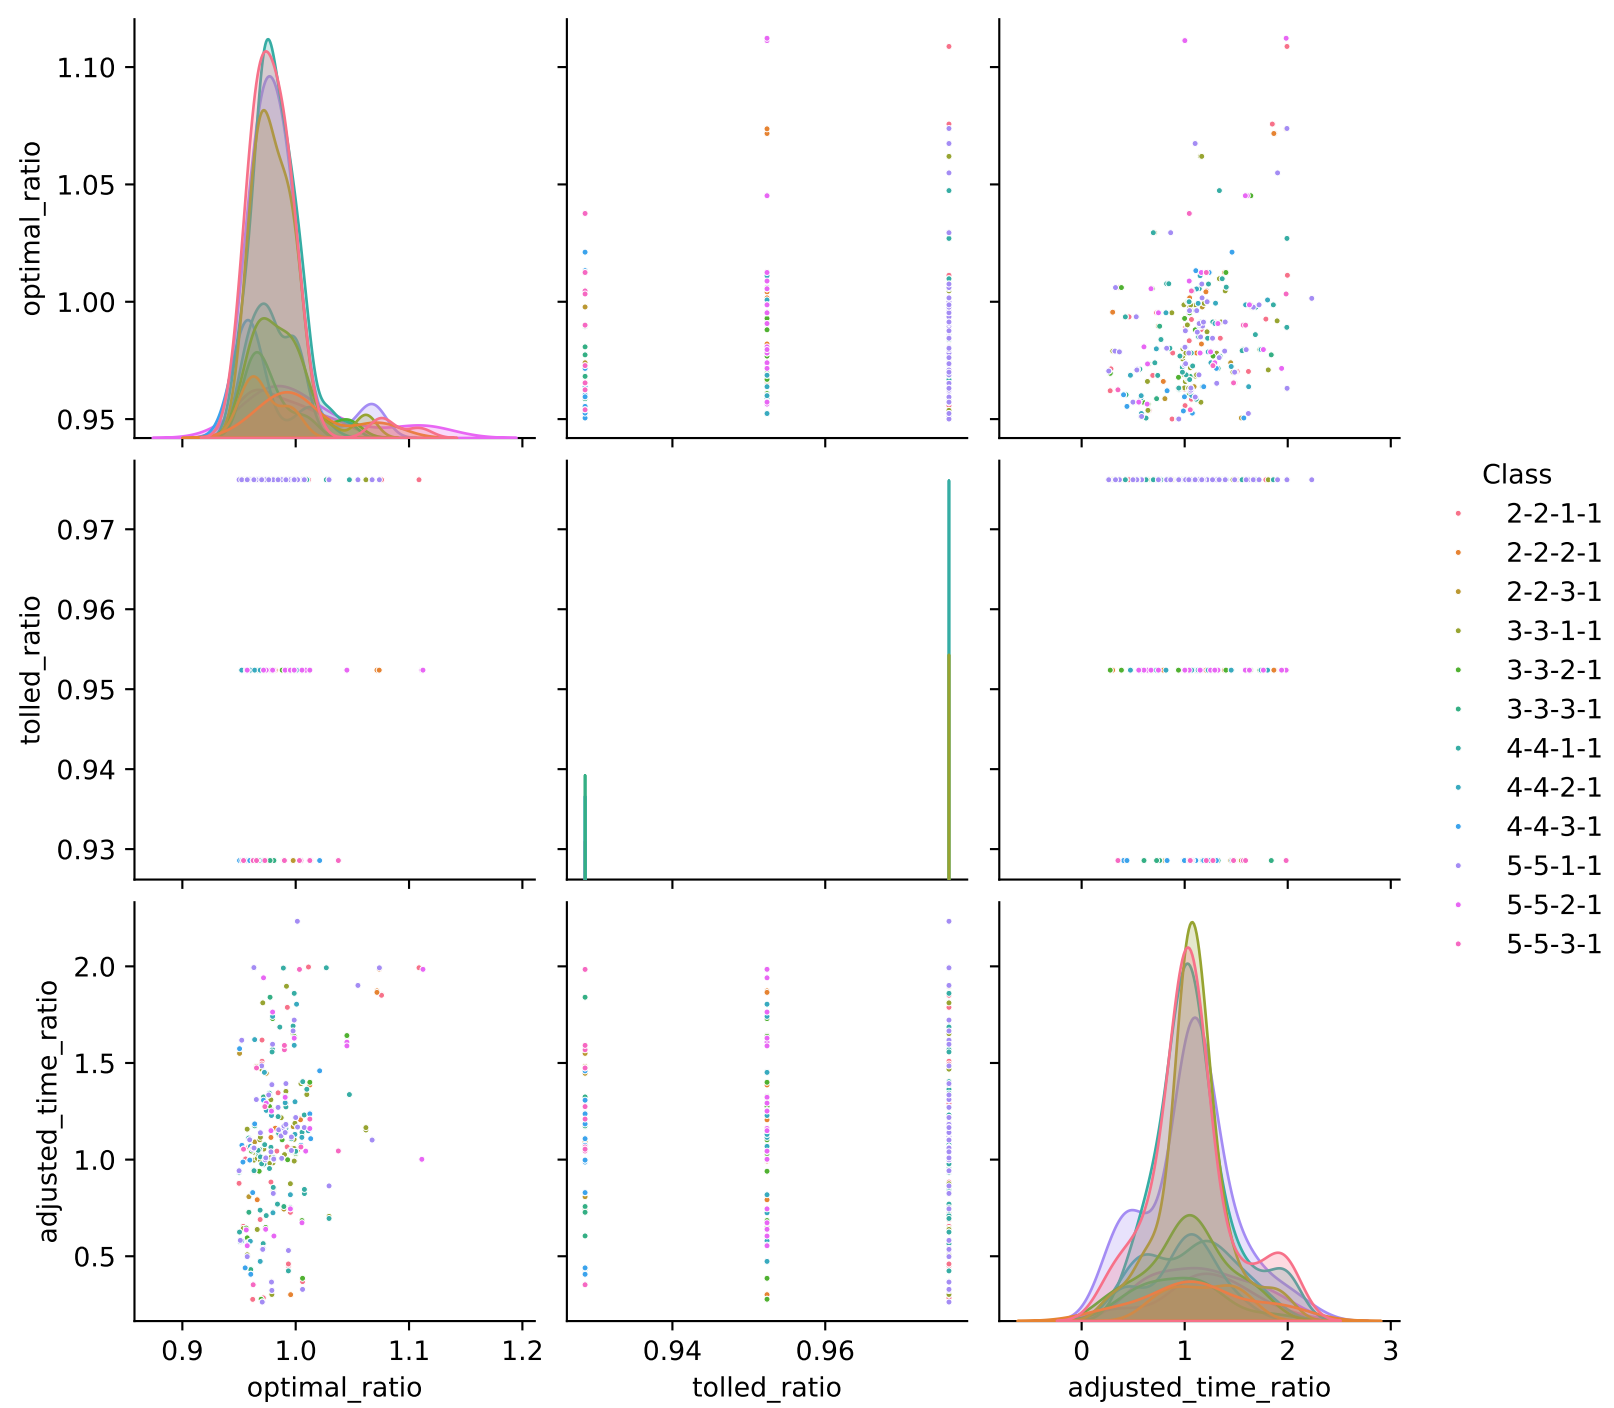 optimal_ratio
1.10
1.05
1.00
0.95
tolled_ratio
0.97
0.96
0.95
0.94
0.93
Class
2-2-1-1
2-2-2-1
2-2-3-1
3-3-1-1
3-3-2-1
3-3-3-1
4-4-1-1
4-4-2-1
4-4-3-1
5-5-1-1
5-5-2-1
5-5-3-1
adjusted_time_ratio
2.0
1.5
1.0
0.5
0.9 1.0 1.1 1.2
0.94 0.96
0 1 2 3
optimal_ratio
tolled_ratio
adjusted_time_ratio